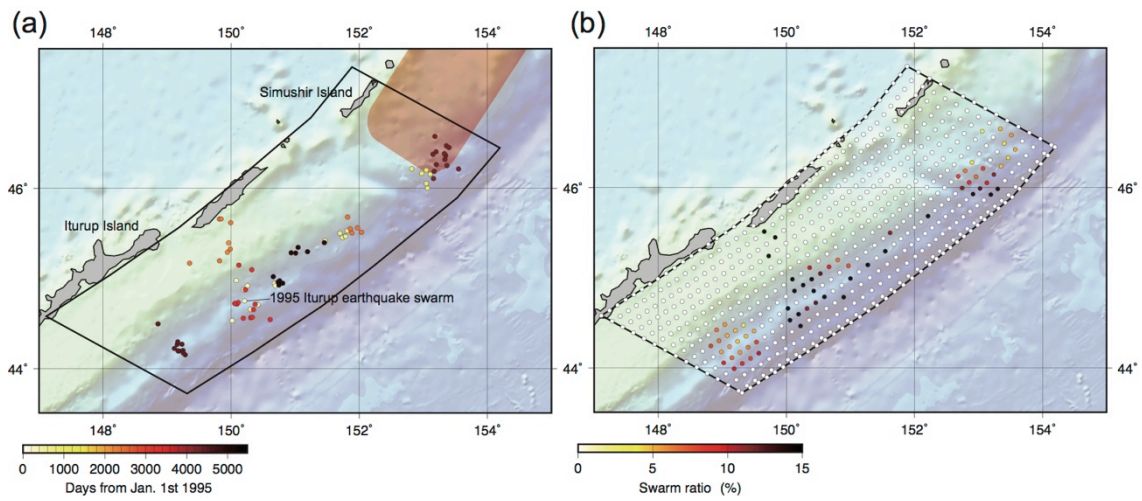 (a)
148˚ 150˚ 152˚ 154˚
Simushir Island
46˚
Iturup Island
1995 Iturup earthquake swarm
44˚
148˚ 150˚ 152˚ 154˚
0 1000 2000 3000 4000 5000
Days from Jan. 1st 1995
(b)
148˚ 150˚ 152˚ 154˚
46˚ 46˚
44˚ 44˚
148˚ 150˚ 152˚ 154˚
0 5 10 15
Swarm ratio (%)